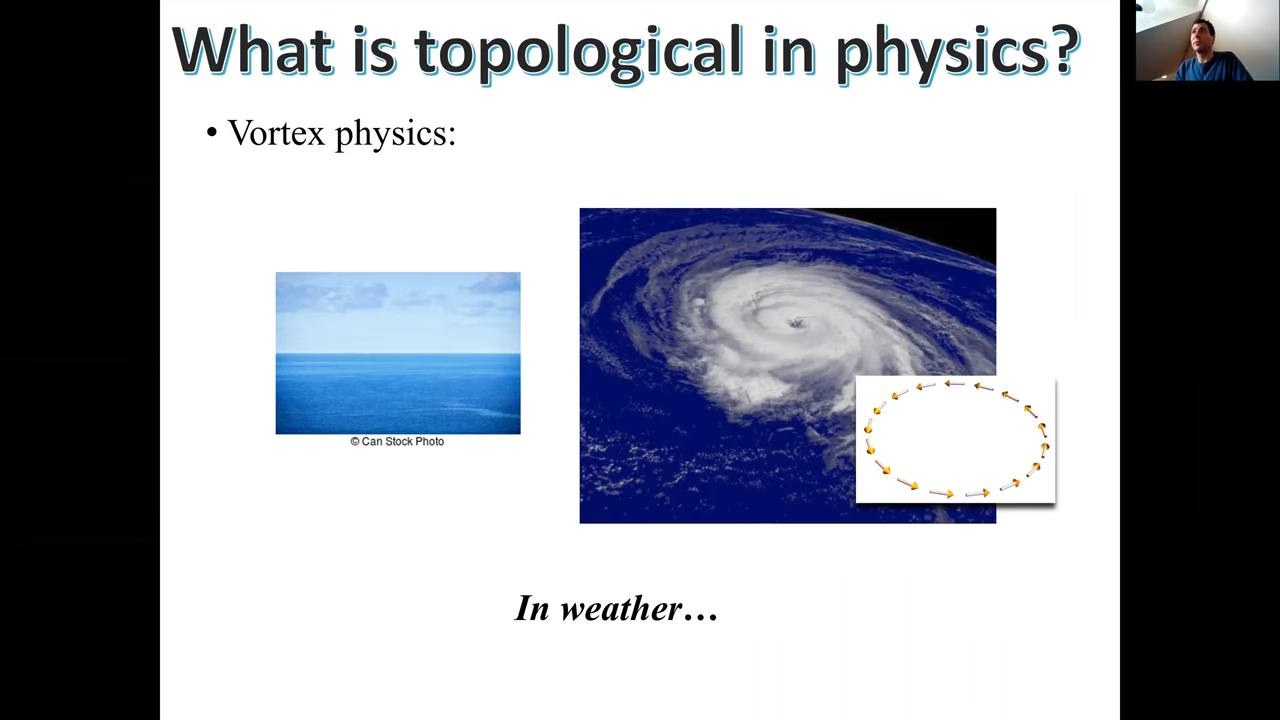 What is topological in physics?
• Vortex physics:
© Can Stock Photo
In weather…